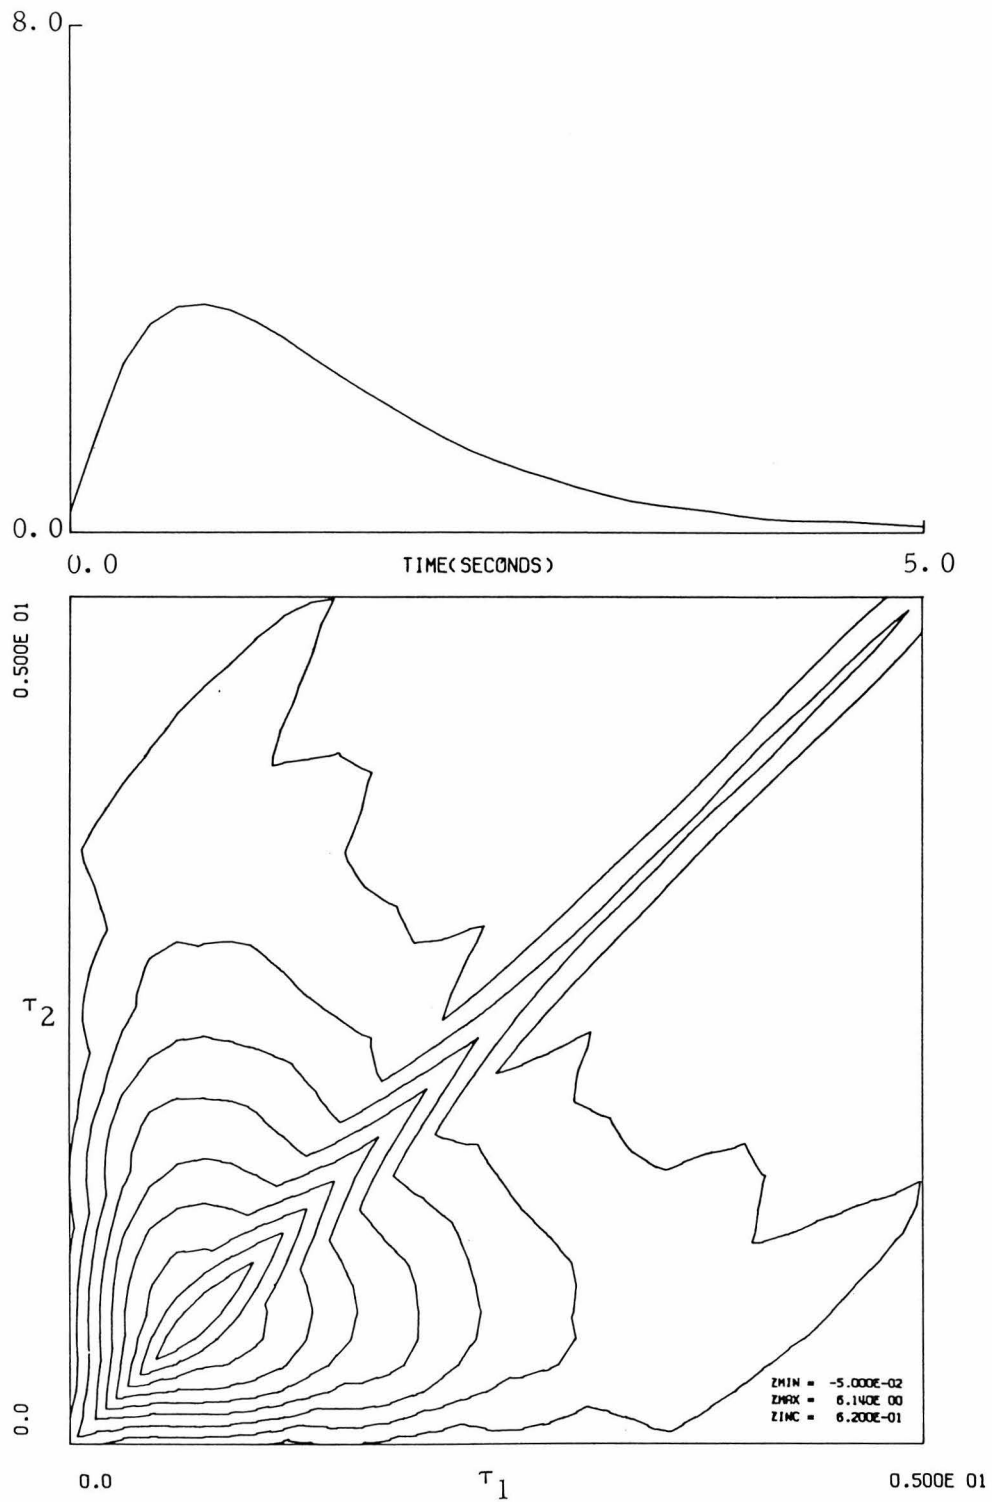 8.0
0.0
0.0 TIME(SECONDS) 5.0
0.500E 01
τ2
0.0
ZMIN = -5.000E-02
ZMAX = 6.140E 00
ZINC = 6.200E-01
0.0 τ1 0.500E 01